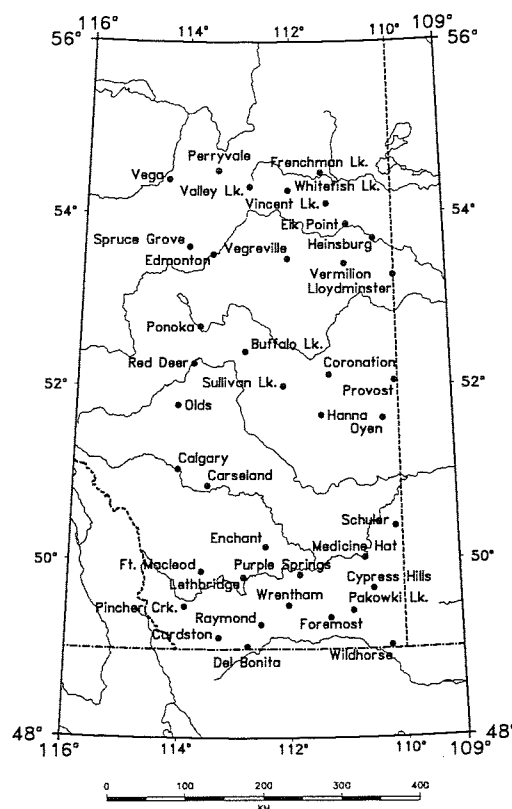 116° 114° 112° 110° 109°
56° 56°
Perryvale
Frenchman Lk.
Vega
Whitefish Lk.
Valley Lk.
Vincent Lk.
54° 54°
Elk Point
Spruce Grove
Heinsburg
Vegreville
Edmonton
Vermilion
Lloydminster
Ponoka
Buffalo Lk.
Red Deer
Coronation
52° 52°
Sullivan Lk.
Provost
Olds
Hanna
Oyen
Calgary
Carseland
Schuler
Enchant
Medicine Hat
50° 50°
Ft. Macleod
Purple Springs
Lethbridge
Cypress Hills
Wrentham
Pakowki Lk.
Pincher Crk.
Raymond
Foremost
Cardston
Del Bonita
Wildhorse
48° 48°
116° 114° 112° 110° 109°
0 80 160 240 320 400
KM